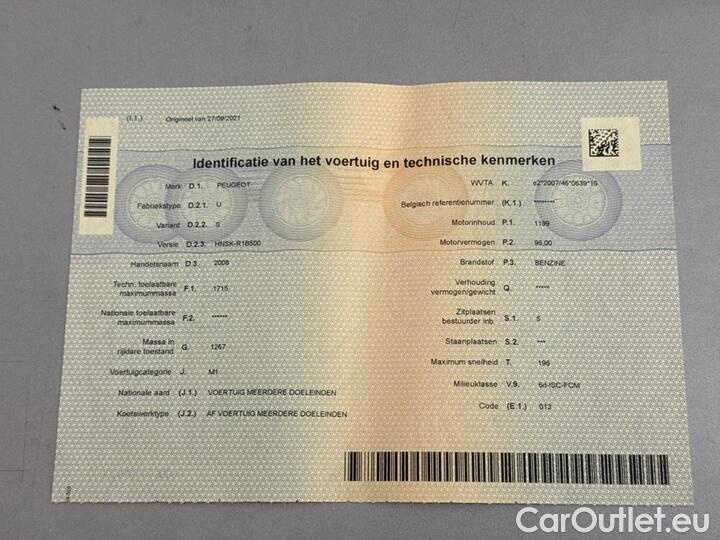 (I.1.) Origineel van 27/09/2021
Identificatie van het voertuig en technische kenmerken
Merk D.1. PEUGEOT
Fabriekstype D.2.1. U
Variant D.2.2. S
Versie D.2.3. HNSK-R1B500
Handelsnaam D.3. 2008
Techn. toelaatbare
maximummassa F.1. 1715
Nationale toelaatbare
maximummassa F.2. ******
Massa in
rijklare toestand G. 1267
Voertuigcategorie J. M1
Nationale aard (J.1.) VOERTUIG MEERDERE DOELEINDEN
Koetswerktype (J.2.) AF VOERTUIG MEERDERE DOELEINDEN
WVTA K. e2*2007/46*0639*15
Belgisch referentienummer (K.1.) ********
Motorinhoud P.1. 1199
Motorvermogen P.2. 96,00
Brandstof P.3. BENZINE
Verhouding
vermogen/gewicht Q. *****
Zitplaatsen
bestuurder inb. S.1. 5
Staanplaatsen S.2. ***
Maximum snelheid T. 196
Milieuklasse V.9. 6d-ISC-FCM
Code (E.1.) 013
CarOutlet.eu